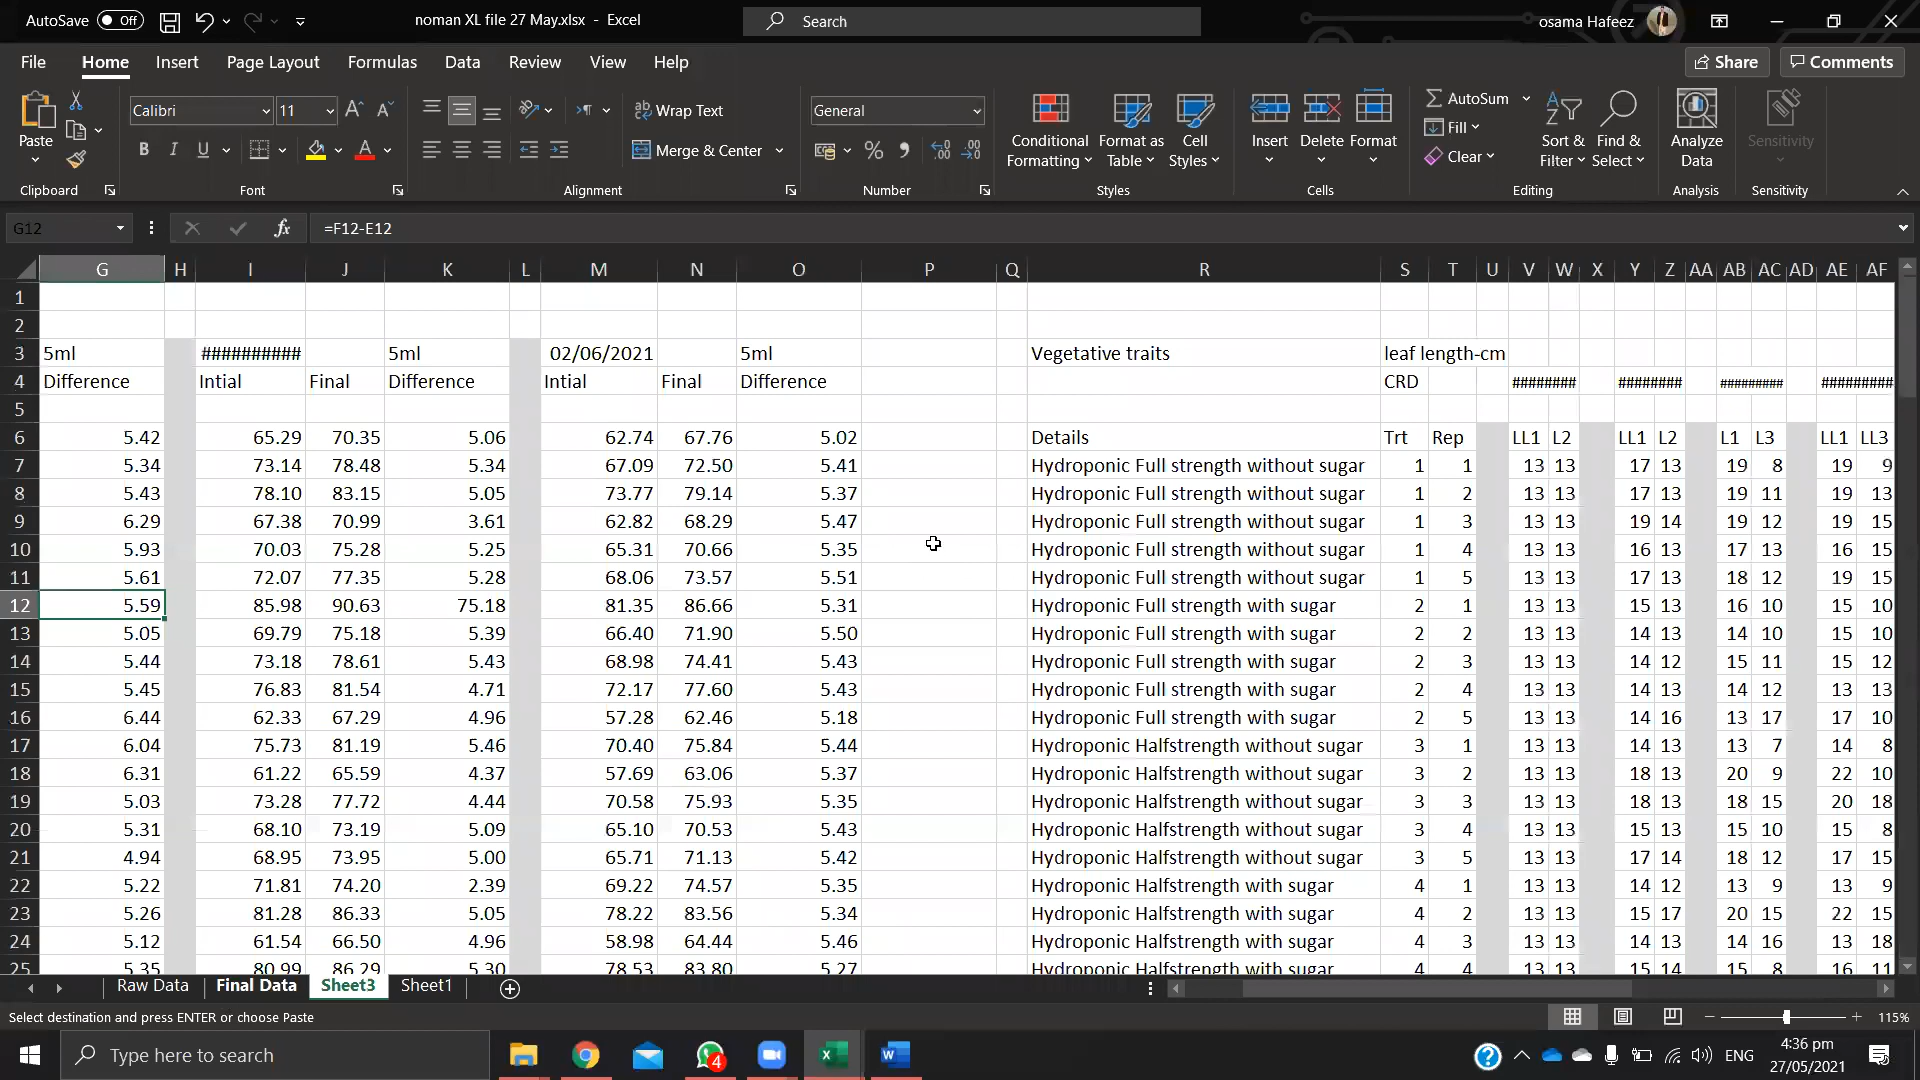 AutoSave Off noman XL file 27 May.xlsx - Excel Search osama Hafeez
File Home Insert Page Layout Formulas Data Review View Help Share Comments
Calibri 11 Wrap Text General AutoSum
Paste Conditional Format as Cell Insert Delete Format Fill Sort & Find & Analyze Sensitivity
Merge & Center Formatting Table Styles Clear Filter Select Data
Clipboard Font Alignment Number Styles Cells Editing Analysis Sensitivity
G12 fx =F12-E12
G H I J K L M N O P Q R S T U V W X Y Z AA AB AC AD AE AF
1
2
3 5ml ########## 5ml 02/06/2021 5ml Vegetative traits leaf length-cm
4 Difference Intial Final Difference Intial Final Difference CRD ######## ######## ######### #########
5
6 5.42 65.29 70.35 5.06 62.74 67.76 5.02 Details Trt Rep LL1 L2 LL1 L2 L1 L3 LL1 LL3
7 5.34 73.14 78.48 5.34 67.09 72.50 5.41 Hydroponic Full strength without sugar 1 1 13 13 17 13 19 8 19 9
8 5.43 78.10 83.15 5.05 73.77 79.14 5.37 Hydroponic Full strength without sugar 1 2 13 13 17 13 19 11 19 13
9 6.29 67.38 70.99 3.61 62.82 68.29 5.47 Hydroponic Full strength without sugar 1 3 13 13 19 14 19 12 19 15
10 5.93 70.03 75.28 5.25 65.31 70.66 5.35 Hydroponic Full strength without sugar 1 4 13 13 16 13 17 13 16 15
11 5.61 72.07 77.35 5.28 68.06 73.57 5.51 Hydroponic Full strength without sugar 1 5 13 13 17 13 18 12 19 15
12 5.59 85.98 90.63 75.18 81.35 86.66 5.31 Hydroponic Full strength with sugar 2 1 13 13 15 13 16 10 15 10
13 5.05 69.79 75.18 5.39 66.40 71.90 5.50 Hydroponic Full strength with sugar 2 2 13 13 14 13 14 10 15 10
14 5.44 73.18 78.61 5.43 68.98 74.41 5.43 Hydroponic Full strength with sugar 2 3 13 13 14 12 15 11 15 12
15 5.45 76.83 81.54 4.71 72.17 77.60 5.43 Hydroponic Full strength with sugar 2 4 13 13 14 13 14 12 13 13
16 6.44 62.33 67.29 4.96 57.28 62.46 5.18 Hydroponic Full strength with sugar 2 5 13 13 14 16 13 17 17 10
17 6.04 75.73 81.19 5.46 70.40 75.84 5.44 Hydroponic Halfstrength without sugar 3 1 13 13 14 13 13 7 14 8
18 6.31 61.22 65.59 4.37 57.69 63.06 5.37 Hydroponic Halfstrength without sugar 3 2 13 13 18 13 20 9 22 10
19 5.03 73.28 77.72 4.44 70.58 75.93 5.35 Hydroponic Halfstrength without sugar 3 3 13 13 18 13 18 15 20 18
20 5.31 68.10 73.19 5.09 65.10 70.53 5.43 Hydroponic Halfstrength without sugar 3 4 13 13 15 13 15 10 15 8
21 4.94 68.95 73.95 5.00 65.71 71.13 5.42 Hydroponic Halfstrength without sugar 3 5 13 13 17 14 18 12 17 15
22 5.22 71.81 74.20 2.39 69.22 74.57 5.35 Hydroponic Halfstrength with sugar 4 1 13 13 14 12 13 9 13 9
23 5.26 81.28 86.33 5.05 78.22 83.56 5.34 Hydroponic Halfstrength with sugar 4 2 13 13 15 17 20 15 22 15
24 5.12 61.54 66.50 4.96 58.98 64.44 5.46 Hydroponic Halfstrength with sugar 4 3 13 13 14 13 14 16 13 18
25 5.35 80.99 86.29 5.30 78.53 83.80 5.27 Hydroponic Halfstrength with sugar 4 4 13 13 15 14 15 8 16 11
Raw Data Final Data Sheet3 Sheet1
Select destination and press ENTER or choose Paste 115%
Type here to search 4 ENG 4:36 pm
27/05/2021